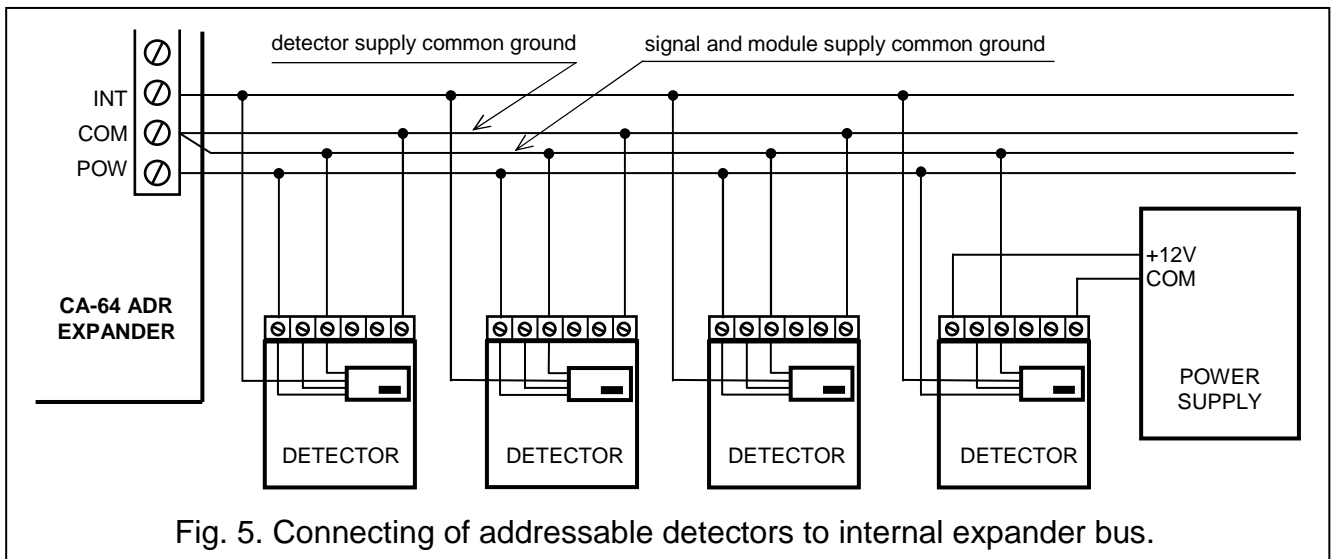 detector supply common ground
signal and module supply common ground
INT
COM
POW
+12V
COM
CA-64 ADR
EXPANDER
POWER
SUPPLY
DETECTOR
DETECTOR
DETECTOR
DETECTOR
Fig. 5. Connecting of addressable detectors to internal expander bus.